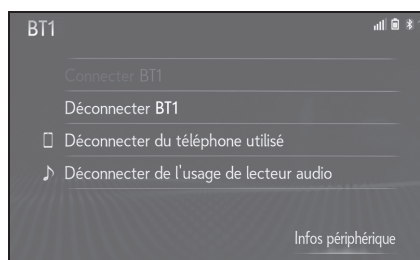 BT1
Connecter BT1
Déconnecter BT1
Déconnecter du téléphone utilisé
Déconnecter de l'usage de lecteur audio
Infos périphérique